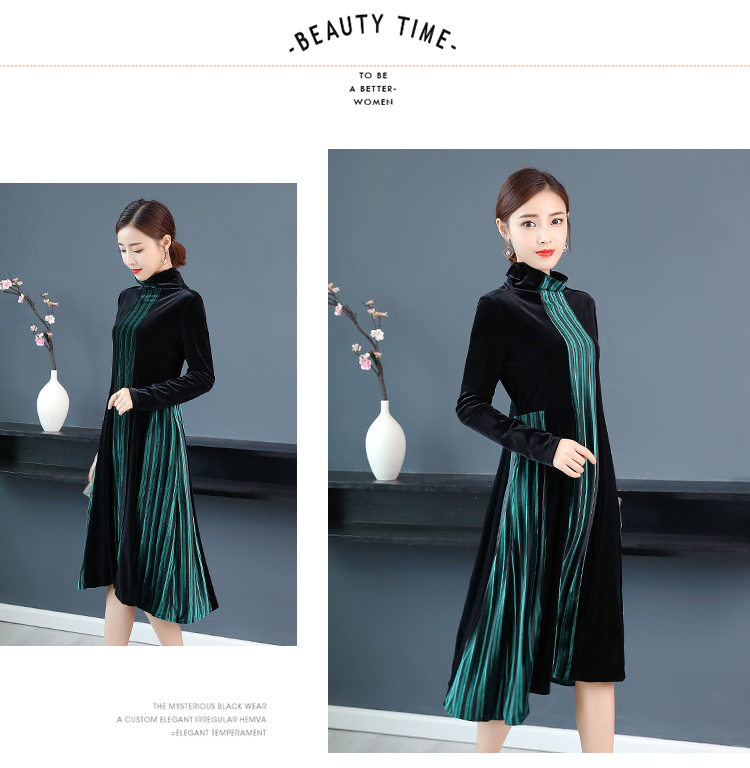 -BEAUTY TIME-
TO BE
A BETTER-
WOMEN
THE MYSTERIOUS BLACK WEAR
A CUSTOM ELEGANT IRREGULAR HEMVA
=ELEGANT TEMPERAMENT